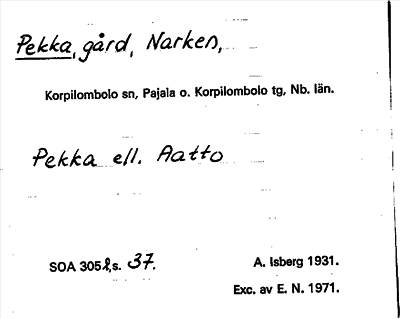 Pekka, gård, Narken,
Korpilombolo sn, Pajala o. Korpilombolo tg, Nb. län.
Pekka ell. Aatto
SOA 305 l, s. 37.
A. Isberg 1931.
Exc. av E. N. 1971.